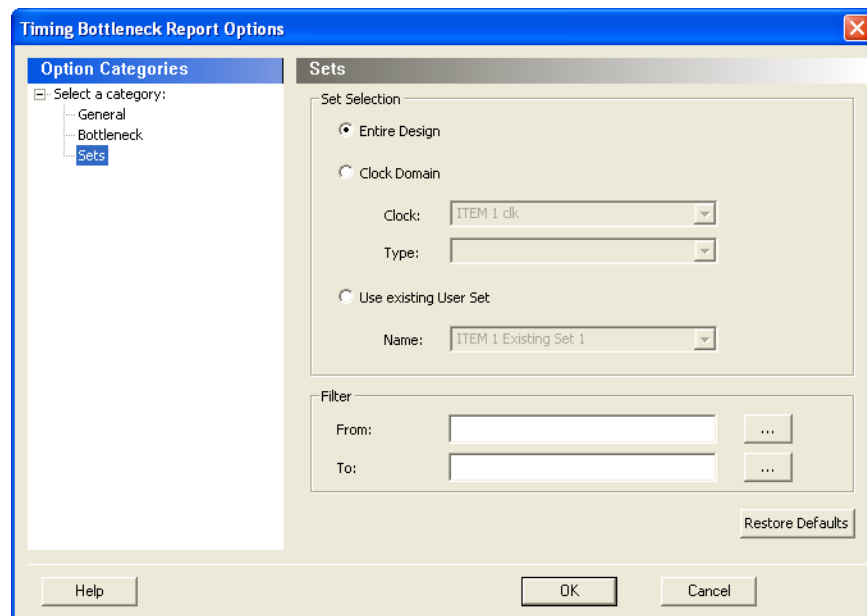 Timing Bottleneck Report Options
Option Categories
Select a category:
General
Bottleneck
Sets
Sets
Set Selection
Entire Design
Clock Domain
Clock: ITEM 1 clk
Type:
Use existing User Set
Name: ITEM 1 Existing Set 1
Filter
From: ...
To: ...
Restore Defaults
Help OK Cancel